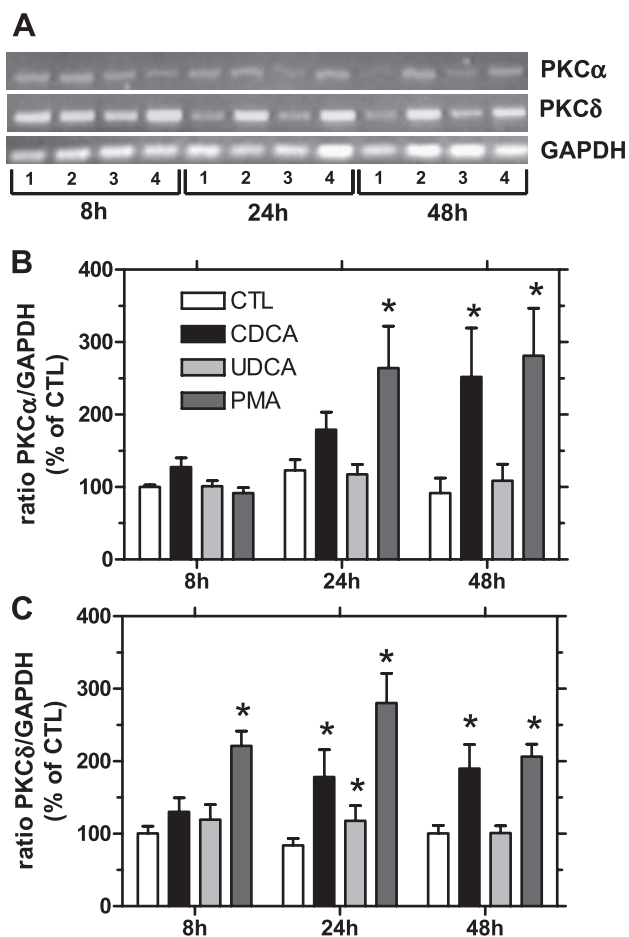 A
PKCα
PKCδ
GAPDH
1 2 3 4 1 2 3 4 1 2 3 4
8h 24h 48h
B
ratio PKCα/GAPDH
(% of CTL)
400
300
200
100
0
CTL
CDCA
UDCA
PMA
* * *
8h 24h 48h
C
ratio PKCδ/GAPDH
(% of CTL)
400
300
200
100
0
* * * * * *
8h 24h 48h